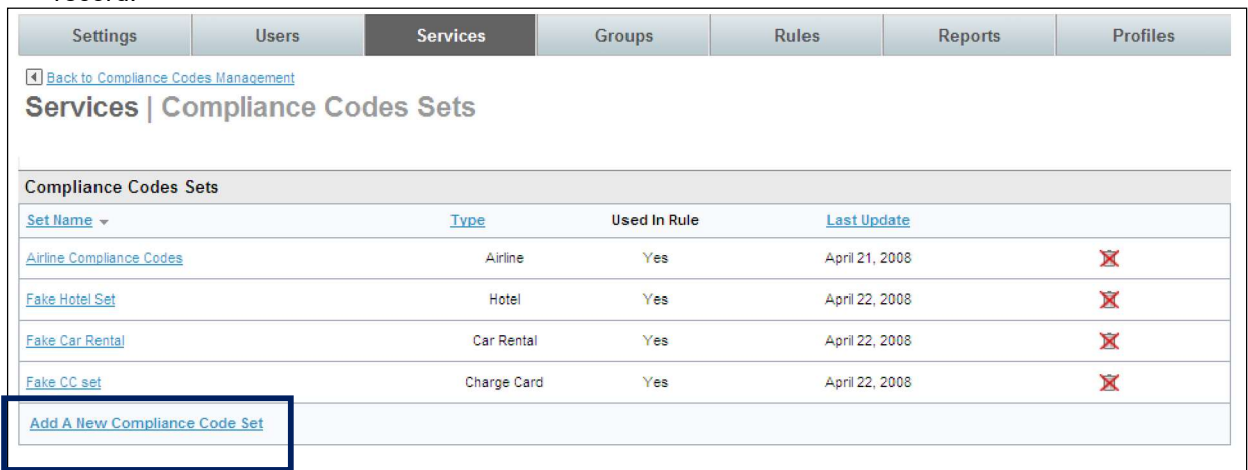 record.
Settings Users Services Groups Rules Reports Profiles
Back to Compliance Codes Management
Services | Compliance Codes Sets
Compliance Codes Sets
Set Name Type Used In Rule Last Update
Airline Compliance Codes Airline Yes April 21, 2008
Fake Hotel Set Hotel Yes April 22, 2008
Fake Car Rental Car Rental Yes April 22, 2008
Fake CC set Charge Card Yes April 22, 2008
Add A New Compliance Code Set